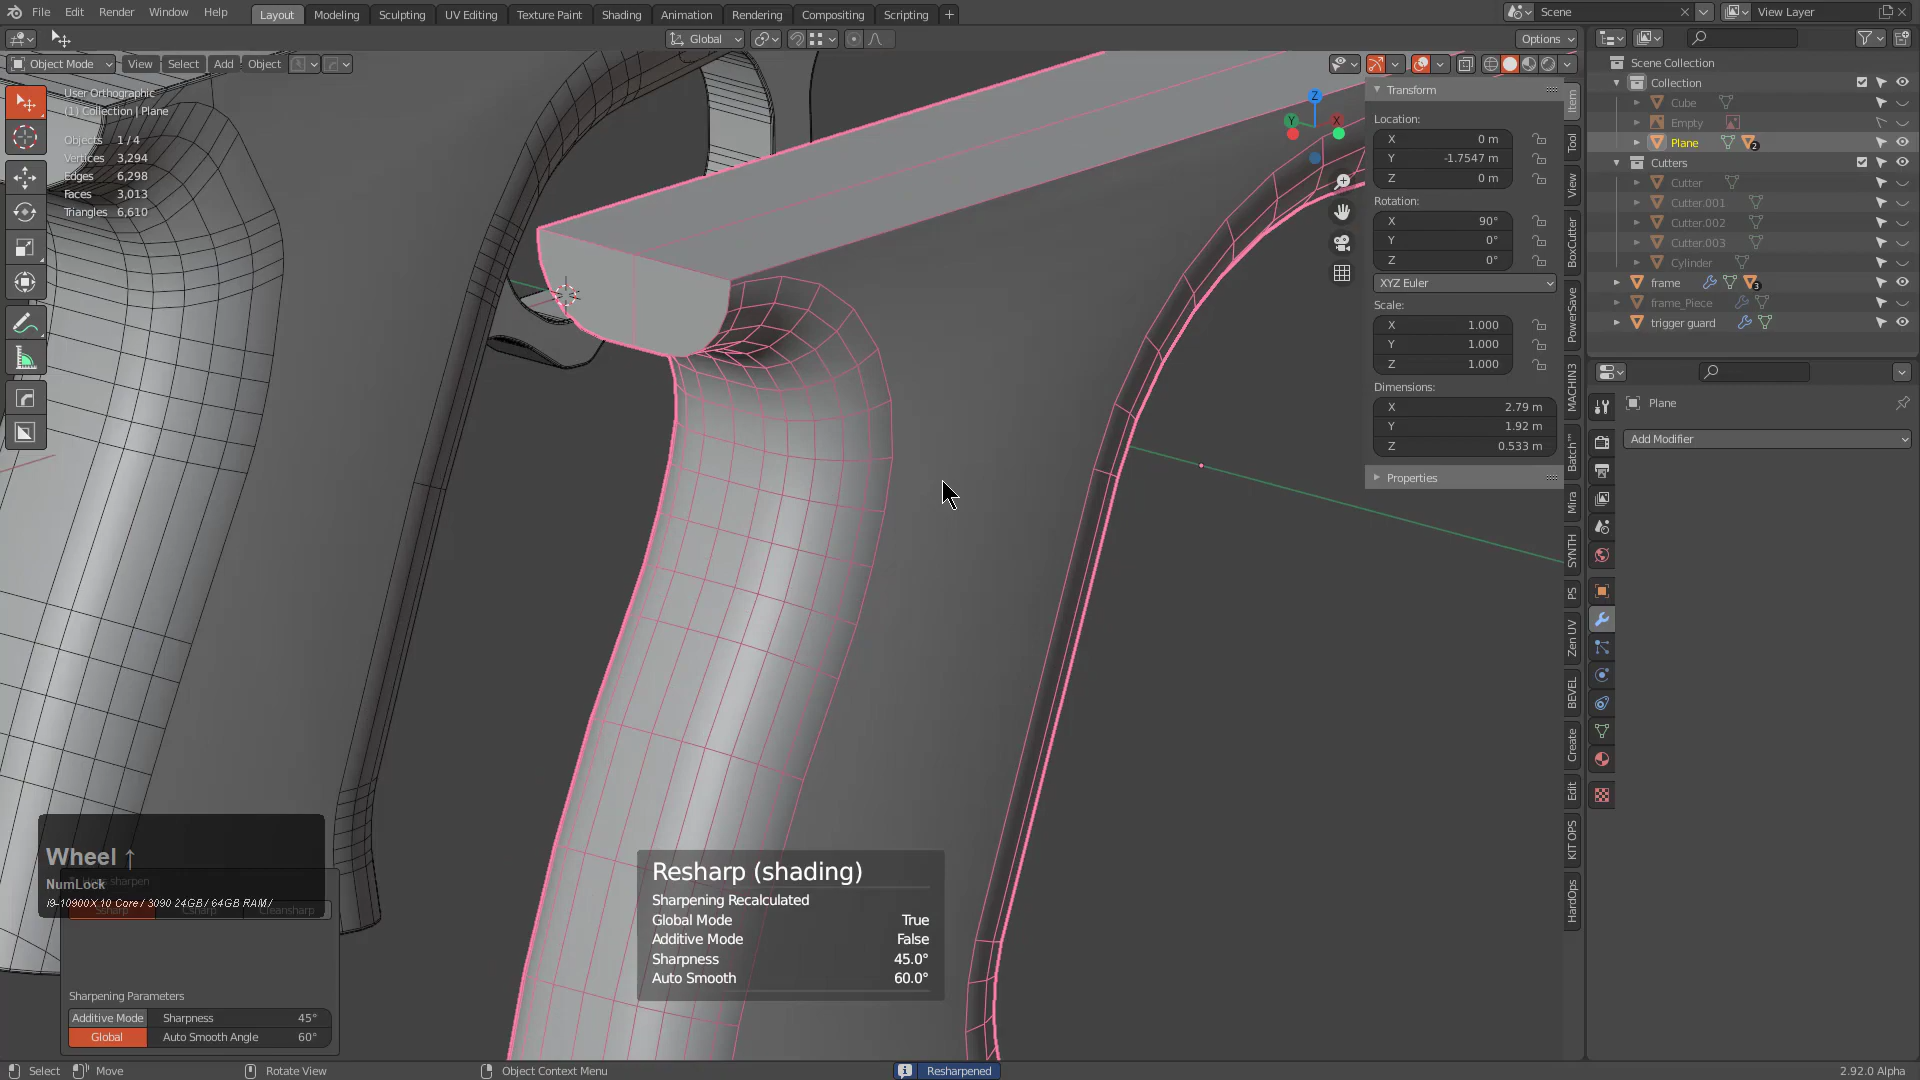 File Edit Render Window Help Layout Modeling Sculpting UV Editing Texture Paint Shading Animation Rendering Compositing Scripting + Scene View Layer
Global Options
Object Mode View Select Add Object
User Orthographic
(1) Collection | Plane
Objects 1/4
Vertices 3,294
Edges 6,298
Faces 3,013
Triangles 6,610
Z
Y
X
Transform
Location:
X 0 m
Y -1.7547 m
Z 0 m
Rotation:
X 90°
Y 0°
Z 0°
XYZ Euler
Scale:
X 1.000
Y 1.000
Z 1.000
Dimensions:
X 2.79 m
Y 1.92 m
Z 0.533 m
Properties
Item
Tool
View
BoxCutter
PowerSave
MACHIN3
Batch™
Mira
SYNTH
PS
Zen UV
BEVEL
Create
Edit
KIT OPS
HardOps
Scene Collection
Collection
Cube
Empty
Plane 2
Cutters
Cutter
Cutter.001
Cutter.002
Cutter.003
Cylinder
frame 3
frame_Piece
trigger guard
Plane
Add Modifier
Wheel ↑
NumLock
i9-10900X 10 Core / 3090 24GB / 64GB RAM /
Ssharp Csharp Cleansharp
Sharpening Parameters
Additive Mode Sharpness 45°
Global Auto Smooth Angle 60°
Resharp (shading)
Sharpening Recalculated
Global Mode True
Additive Mode False
Sharpness 45.0°
Auto Smooth 60.0°
Select Move Rotate View Object Context Menu Resharpened 2.92.0 Alpha